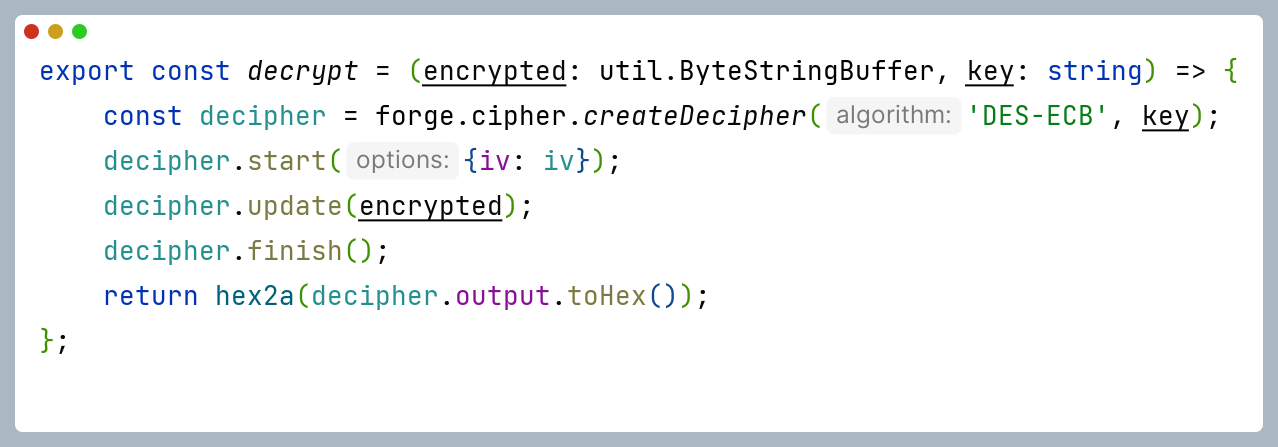 export const decrypt = (encrypted: util.ByteStringBuffer, key: string) => {
    const decipher = forge.cipher.createDecipher( algorithm: 'DES-ECB', key);
    decipher.start( options: {iv: iv});
    decipher.update(encrypted);
    decipher.finish();
    return hex2a(decipher.output.toHex());
};